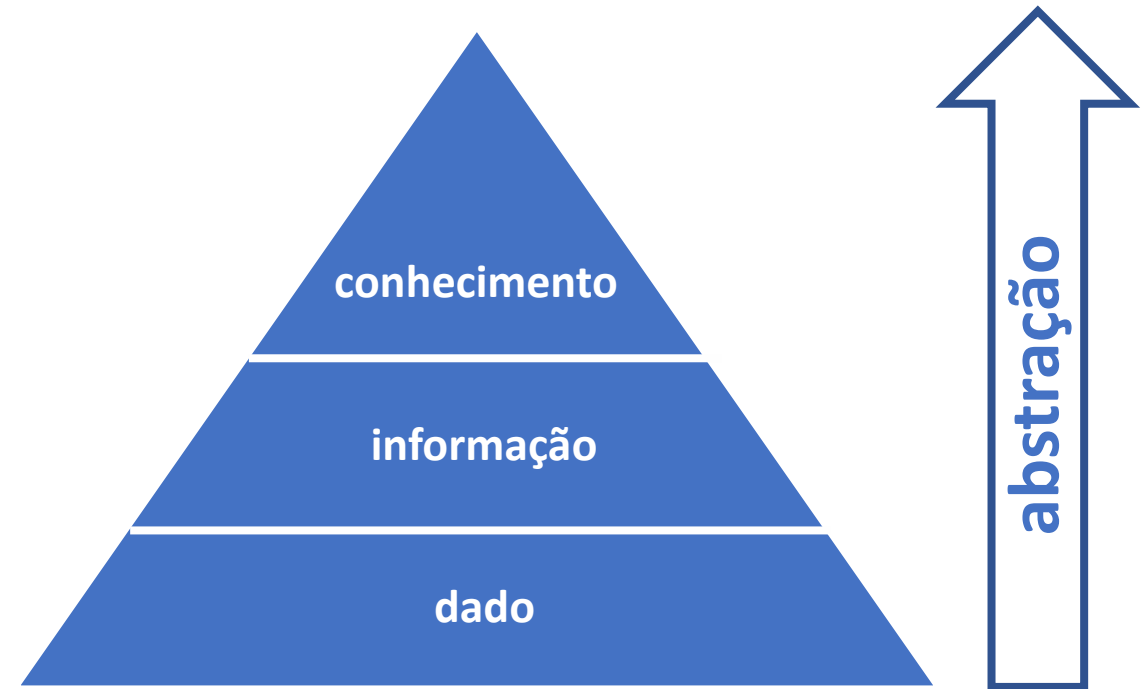 conhecimento
informação
dado
abstração